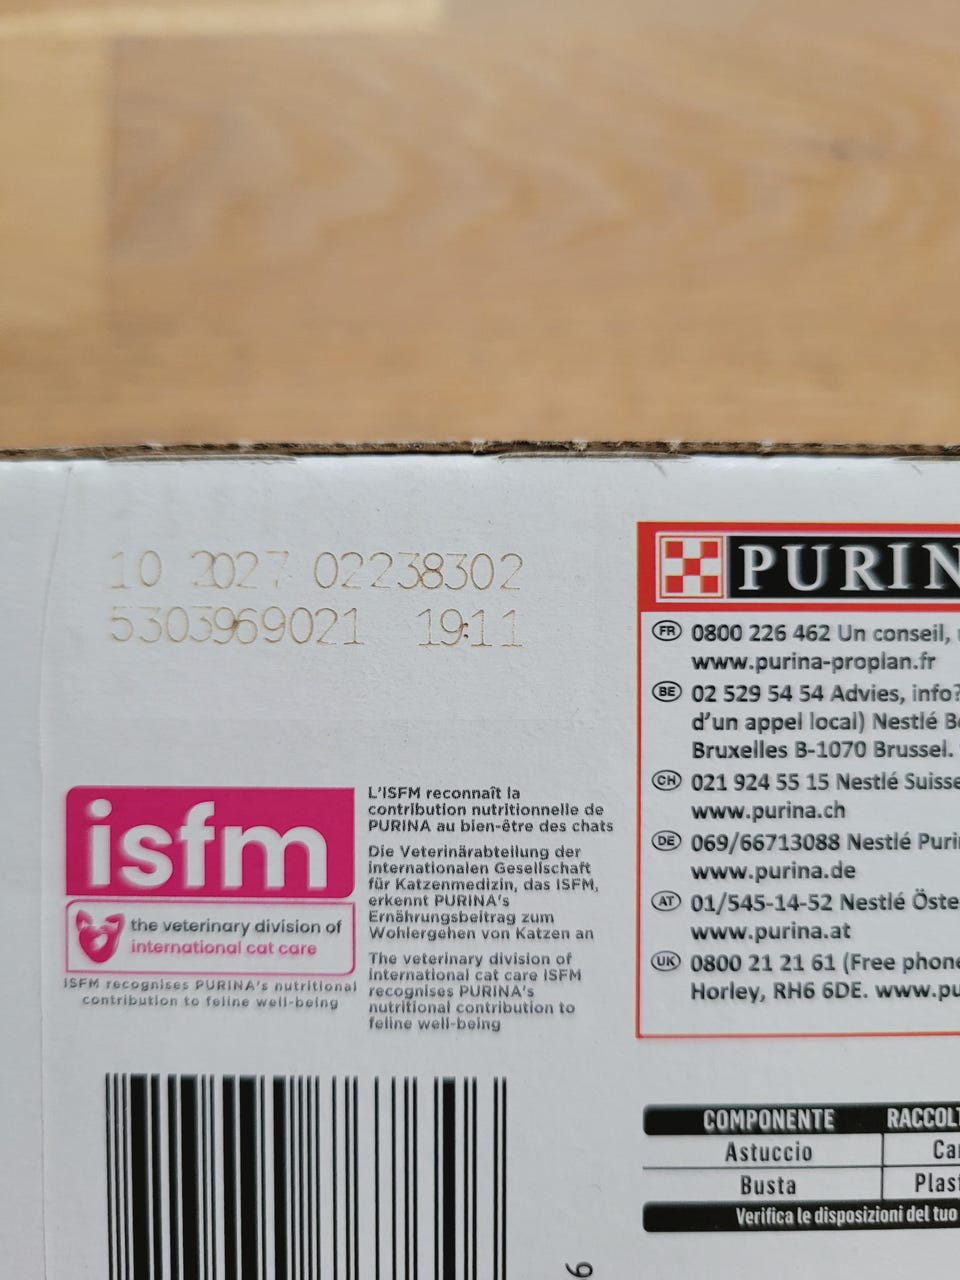 10 2027 02238302
5303969021 19:11
PURIN
FR 0800 226 462 Un conseil,
www.purina-proplan.fr
BE 02 529 54 54 Advies, info?
d'un appel local) Nestlé
Bruxelles B-1070 Brussel.
CH 021 924 55 15 Nestlé Suisse
www.purina.ch
DE 069/66713088 Nestlé Puri
www.purina.de
AT 01/545-14-52 Nestlé Öste
www.purina.at
UK 0800 21 21 61 (Free phone
Horley, RH6 6DE. www.pu
isfm
the veterinary division of
international cat care
ISFM recognises PURINA's nutritional
contribution to feline well-being
L'ISFM reconnaît la
contribution nutritionnelle de
PURINA au bien-être des chats
Die Veterinärabteilung der
internationalen Gesellschaft
für Katzenmedizin, das ISFM,
erkennt PURINA's
Ernährungsbeitrag zum
Wohlergehen von Katzen an
The veterinary division of
international cat care ISFM
recognises PURINA's
nutritional contribution to
feline well-being
COMPONENTE RACCOLT
Astuccio Car
Busta Plast
Verifica le disposizioni del tuo
9